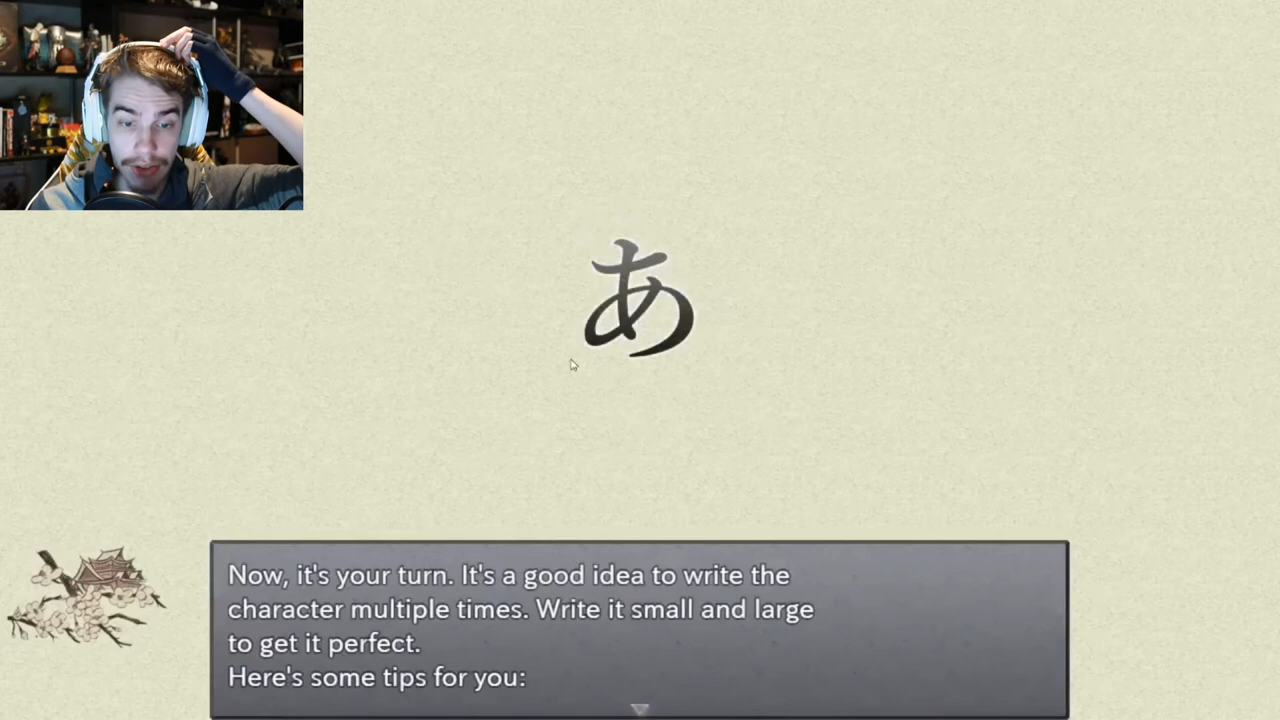 あ
Now, it's your turn. It's a good idea to write the
character multiple times. Write it small and large
to get it perfect.
Here's some tips for you: